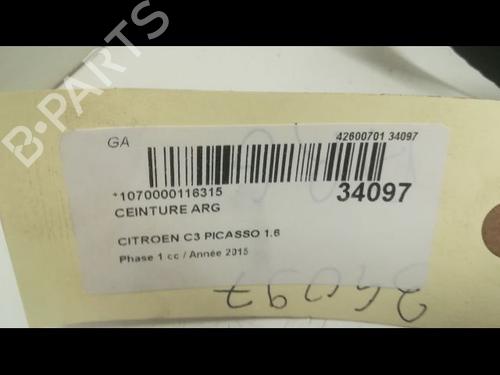 B-PARTS
GA
42600701 34097
*1070000116315
34097
CEINTURE ARG
CITROEN C3 PICASSO 1.6
Phase 1 cc / Année 2015
34097